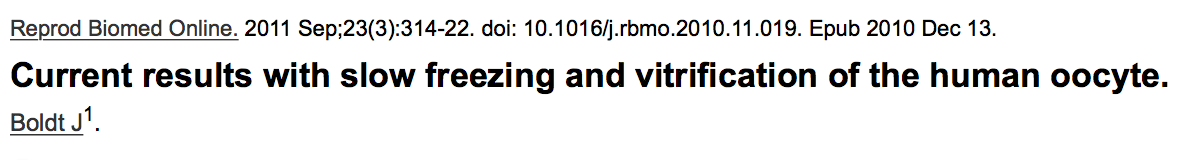 Reprod Biomed Online. 2011 Sep;23(3):314-22. doi: 10.1016/j.rbmo.2010.11.019. Epub 2010 Dec 13.
Current results with slow freezing and vitrification of the human oocyte.
Boldt J1.